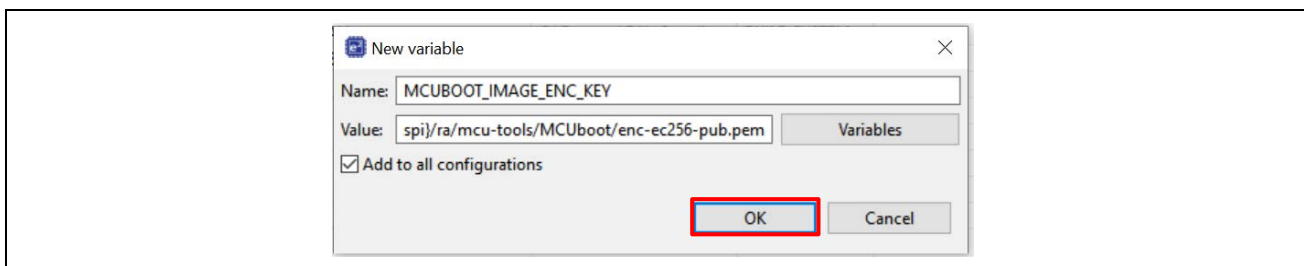 New variable
Name: MCUBOOT_IMAGE_ENC_KEY
Value: spi}/ra/mcu-tools/MCUboot/enc-ec256-pub.pem Variables
Add to all configurations
OK Cancel